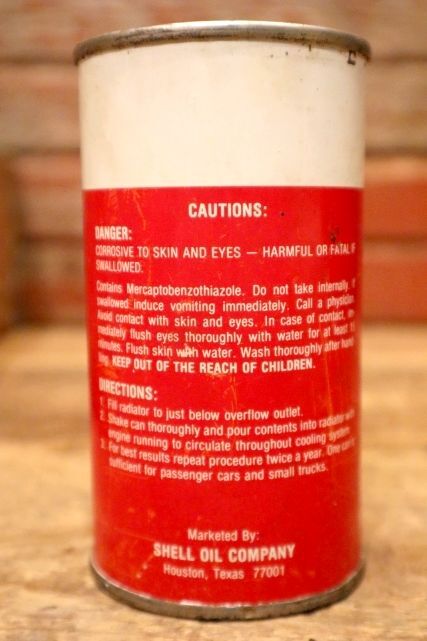 CAUTIONS:
DANGER:
CORROSIVE TO SKIN AND EYES — HARMFUL OR FATAL IF
SWALLOWED.
Contains Mercaptobenzothiazole. Do not take internally. If
swallowed induce vomiting immediately. Call a physician.
Avoid contact with skin and eyes. In case of contact, im-
mediately flush eyes thoroughly with water for at least 15
minutes. Flush skin with water. Wash thoroughly after hand
ling. KEEP OUT OF THE REACH OF CHILDREN.
DIRECTIONS:
1. Fill radiator to just below overflow outlet.
2. Shake can thoroughly and pour contents into radiator with
engine running to circulate throughout cooling system.
3. For best results repeat procedure twice a year. One can is
sufficient for passenger cars and small trucks.
Marketed By:
SHELL OIL COMPANY
Houston, Texas 77001